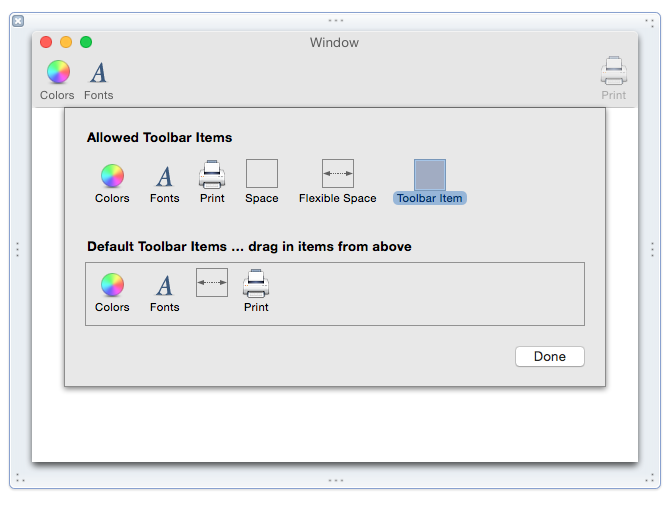 Window
Colors Fonts Print
Allowed Toolbar Items
Colors Fonts Print Space Flexible Space Toolbar Item
Default Toolbar Items ... drag in items from above
Colors Fonts Print
Done